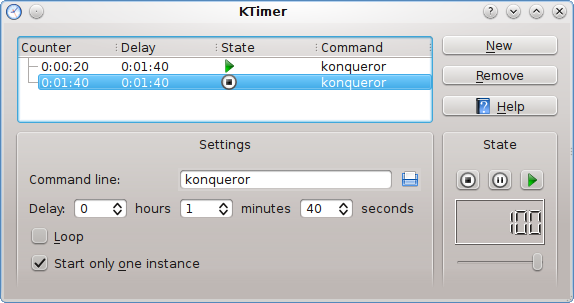 KTimer
Counter Delay State Command
0:00:20 0:01:40 konqueror
0:01:40 0:01:40 konqueror
New
Remove
Help
Settings
Command line: konqueror
Delay: 0 hours 1 minutes 40 seconds
Loop
Start only one instance
State
100